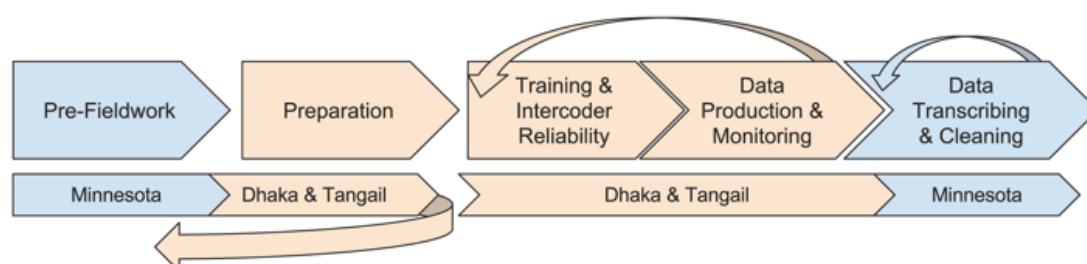 Pre-Fieldwork
Preparation
Training &
Intercoder
Reliability
Data
Production &
Monitoring
Data
Transcribing
& Cleaning
Minnesota
Dhaka & Tangail
Dhaka & Tangail
Minnesota